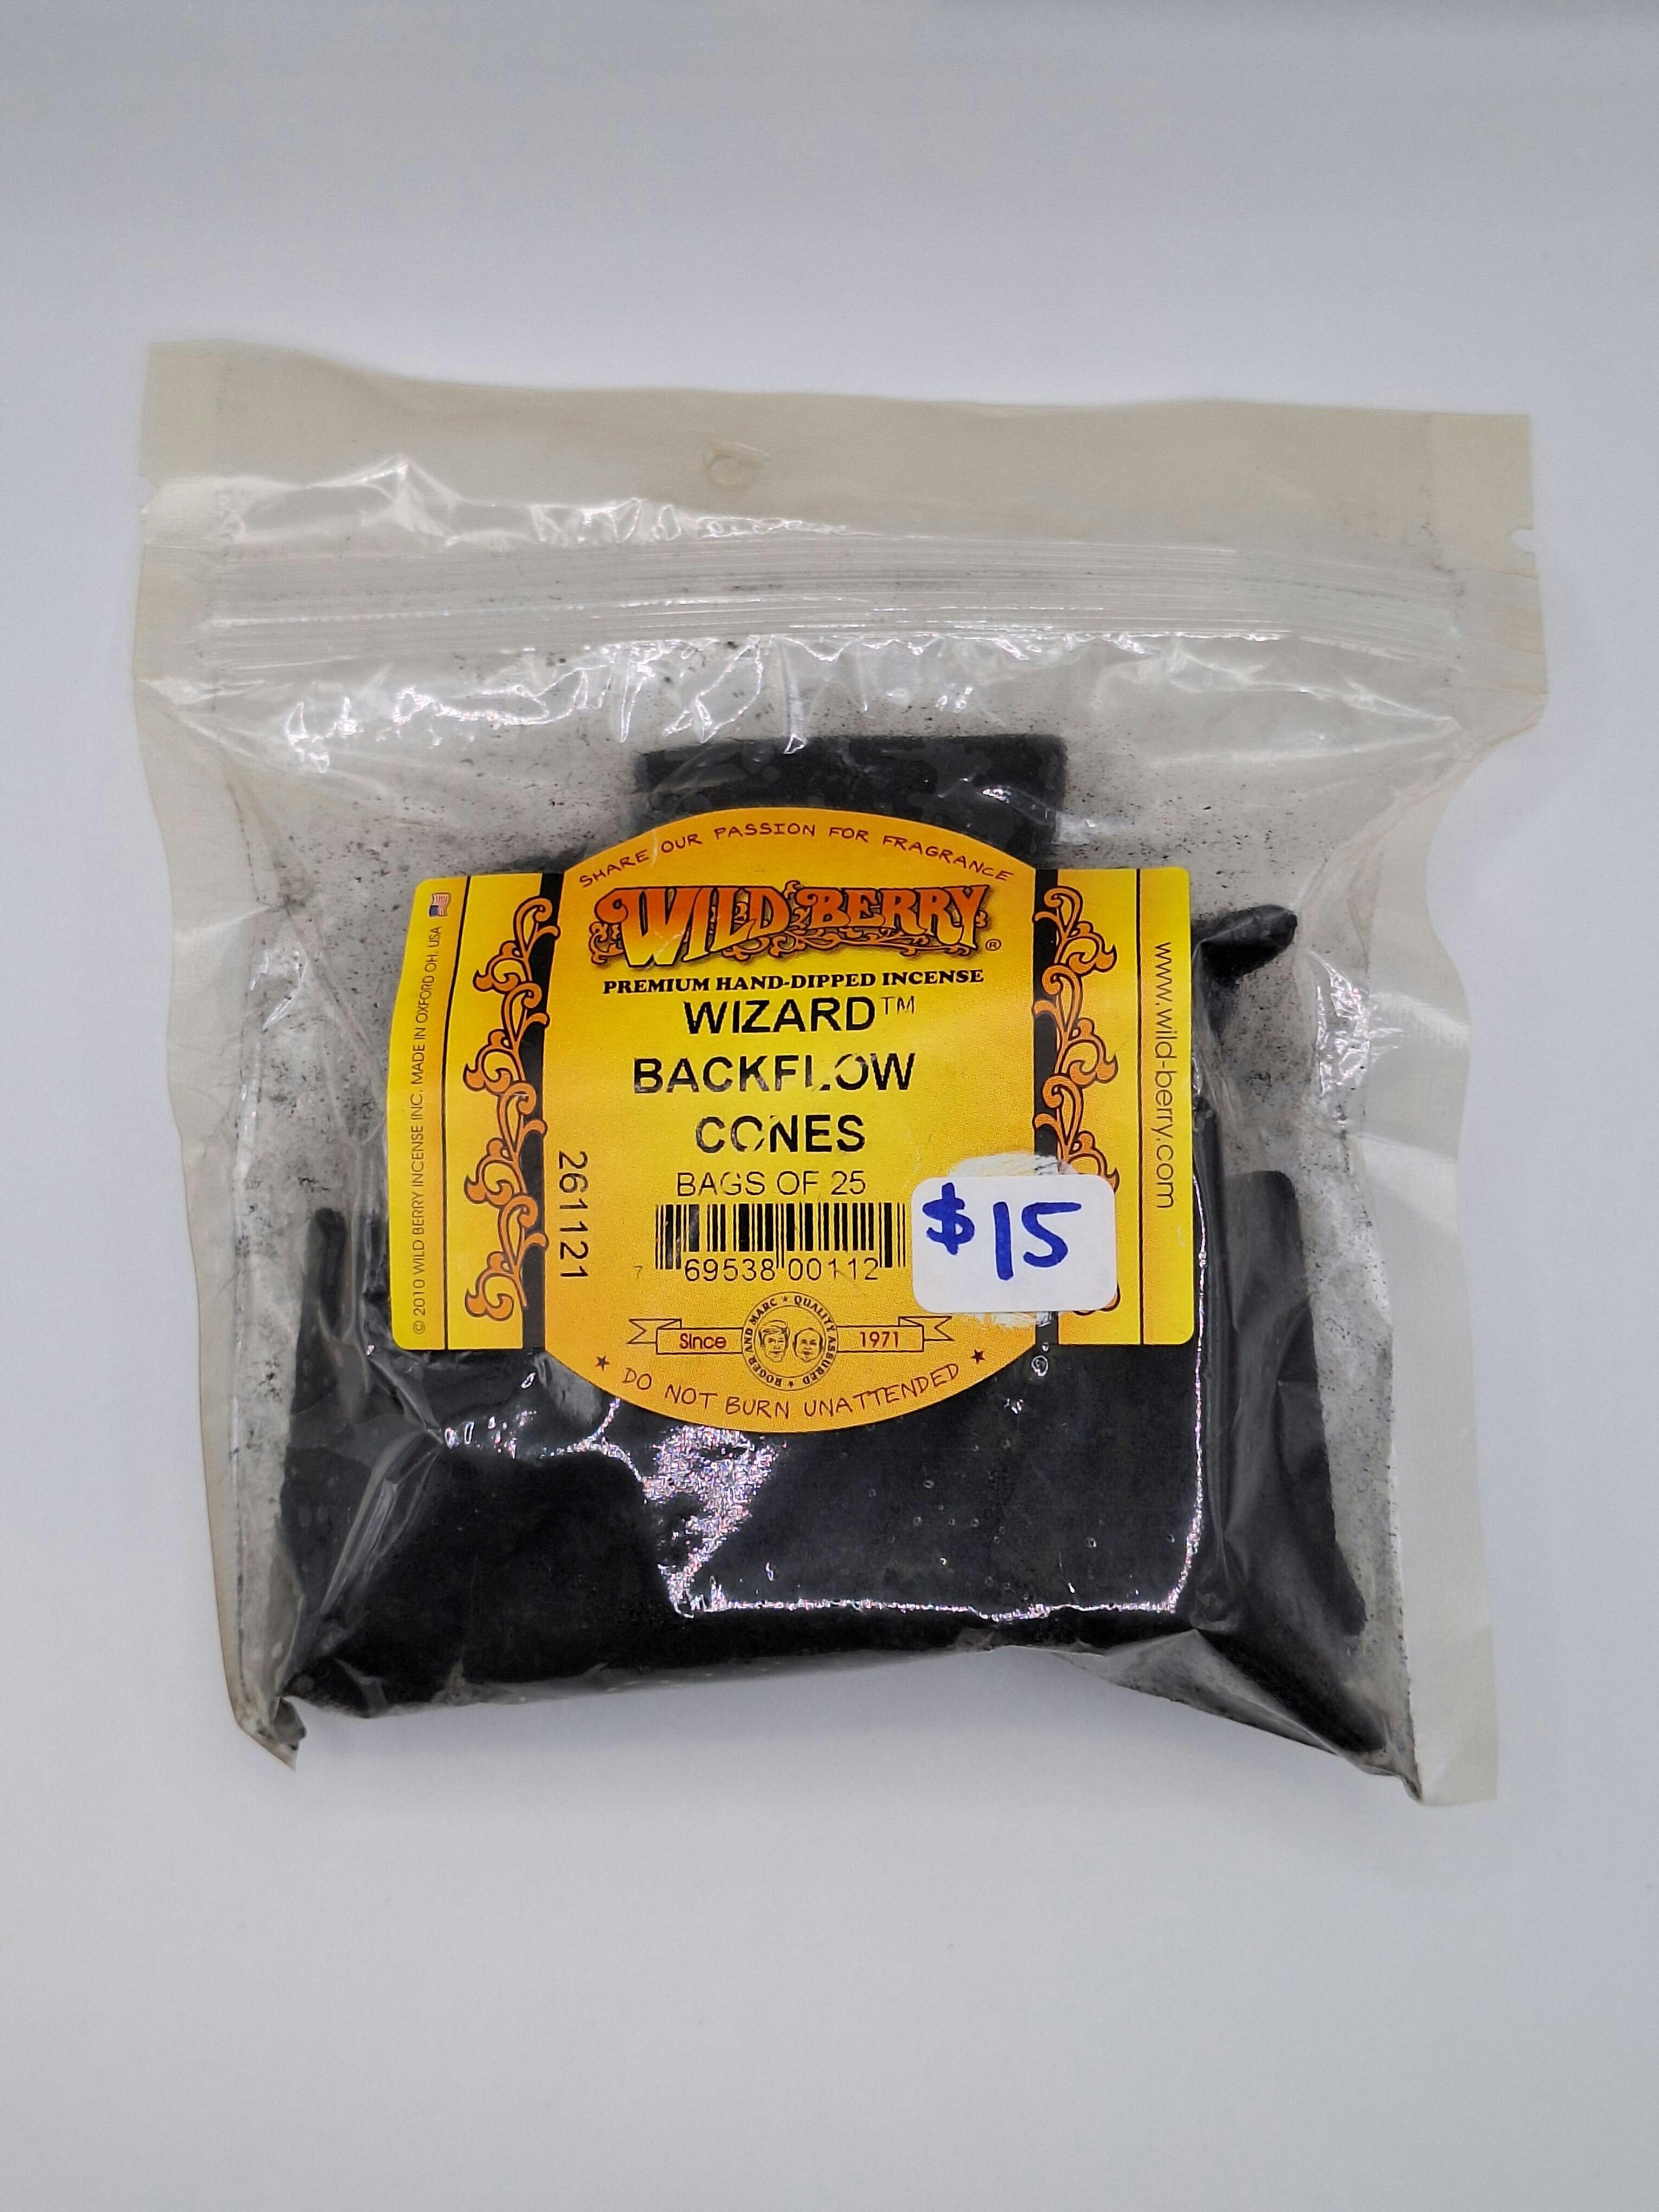 SHARE OUR PASSION FOR FRAGRANCE
WILD BERRY®
PREMIUM HAND-DIPPED INCENSE
WIZARD™
BACKFLOW
CONES
BAGS OF 25
7 69538 00112
$15
261121
Since 1971
ROGER AND MARC ★ QUALITY ASSURED ★
★ DO NOT BURN UNATTENDED ★
© 2010 WILD BERRY INCENSE INC. MADE IN OXFORD OH. USA
www.wild-berry.com